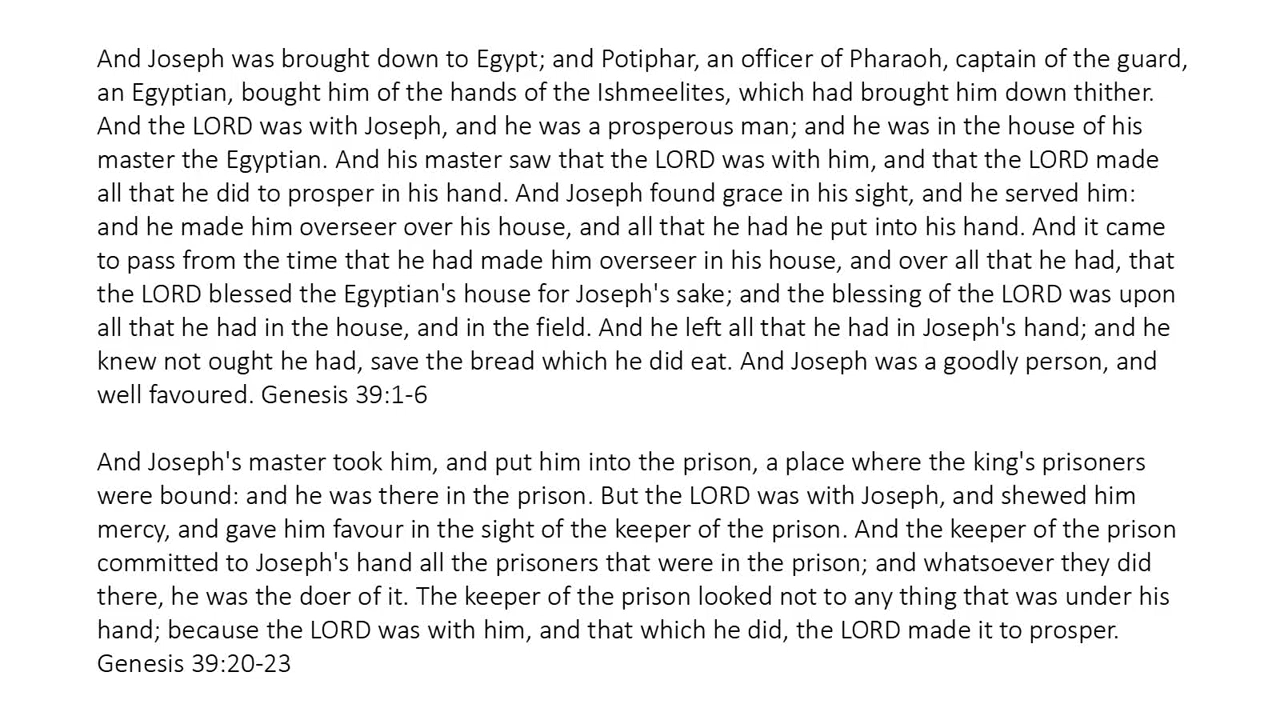 And Joseph was brought down to Egypt; and Potiphar, an officer of Pharaoh, captain of the guard,
an Egyptian, bought him of the hands of the Ishmeelites, which had brought him down thither.
And the LORD was with Joseph, and he was a prosperous man; and he was in the house of his
master the Egyptian. And his master saw that the LORD was with him, and that the LORD made
all that he did to prosper in his hand. And Joseph found grace in his sight, and he served him:
and he made him overseer over his house, and all that he had he put into his hand. And it came
to pass from the time that he had made him overseer in his house, and over all that he had, that
the LORD blessed the Egyptian's house for Joseph's sake; and the blessing of the LORD was upon
all that he had in the house, and in the field. And he left all that he had in Joseph's hand; and he
knew not ought he had, save the bread which he did eat. And Joseph was a goodly person, and
well favoured. Genesis 39:1-6
And Joseph's master took him, and put him into the prison, a place where the king's prisoners
were bound: and he was there in the prison. But the LORD was with Joseph, and shewed him
mercy, and gave him favour in the sight of the keeper of the prison. And the keeper of the prison
committed to Joseph's hand all the prisoners that were in the prison; and whatsoever they did
there, he was the doer of it. The keeper of the prison looked not to any thing that was under his
hand; because the LORD was with him, and that which he did, the LORD made it to prosper.
Genesis 39:20-23